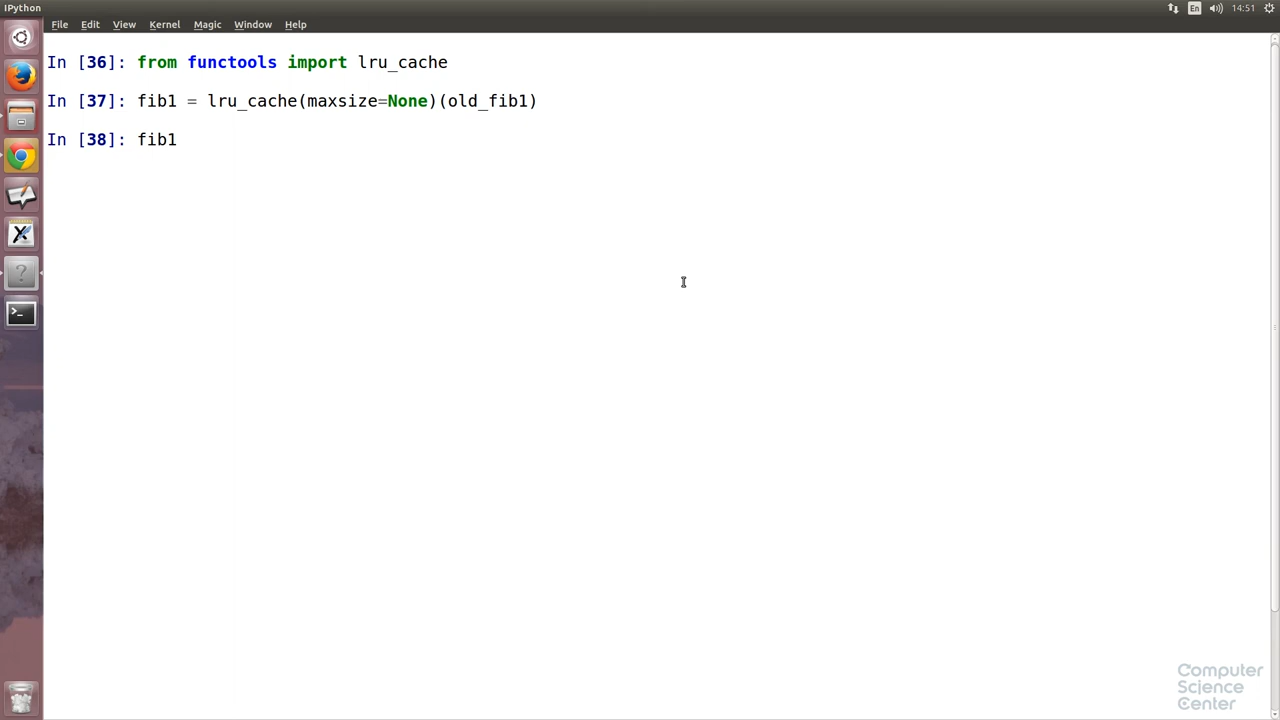 IPython
En
14:51
File Edit View Kernel Magic Window Help
In [36]: from functools import lru_cache
In [37]: fib1 = lru_cache(maxsize=None)(old_fib1)
In [38]: fib1
Computer
Science
Center